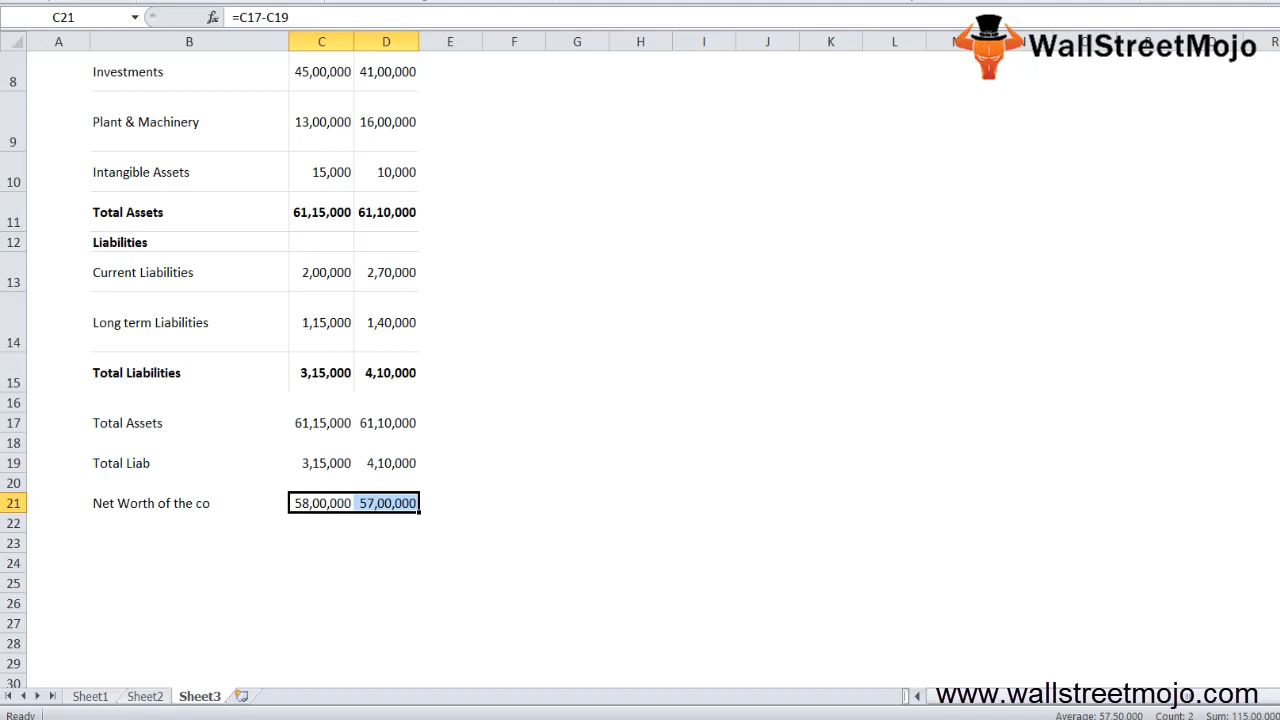 C21 fx =C17-C19
WallStreetMojo
A B C D E F G H I J K L
8 Investments 45,00,000 41,00,000
9 Plant & Machinery 13,00,000 16,00,000
10 Intangible Assets 15,000 10,000
11 Total Assets 61,15,000 61,10,000
12 Liabilities
13 Current Liabilities 2,00,000 2,70,000
14 Long term Liabilities 1,15,000 1,40,000
15 Total Liabilities 3,15,000 4,10,000
16
17 Total Assets 61,15,000 61,10,000
18
19 Total Liab 3,15,000 4,10,000
20
21 Net Worth of the co 58,00,000 57,00,000
22
23
24
25
26
27
28
29
30
Sheet1 Sheet2 Sheet3
www.wallstreetmojo.com
Ready Average: 57,50,000 Count: 2 Sum: 115,00,000